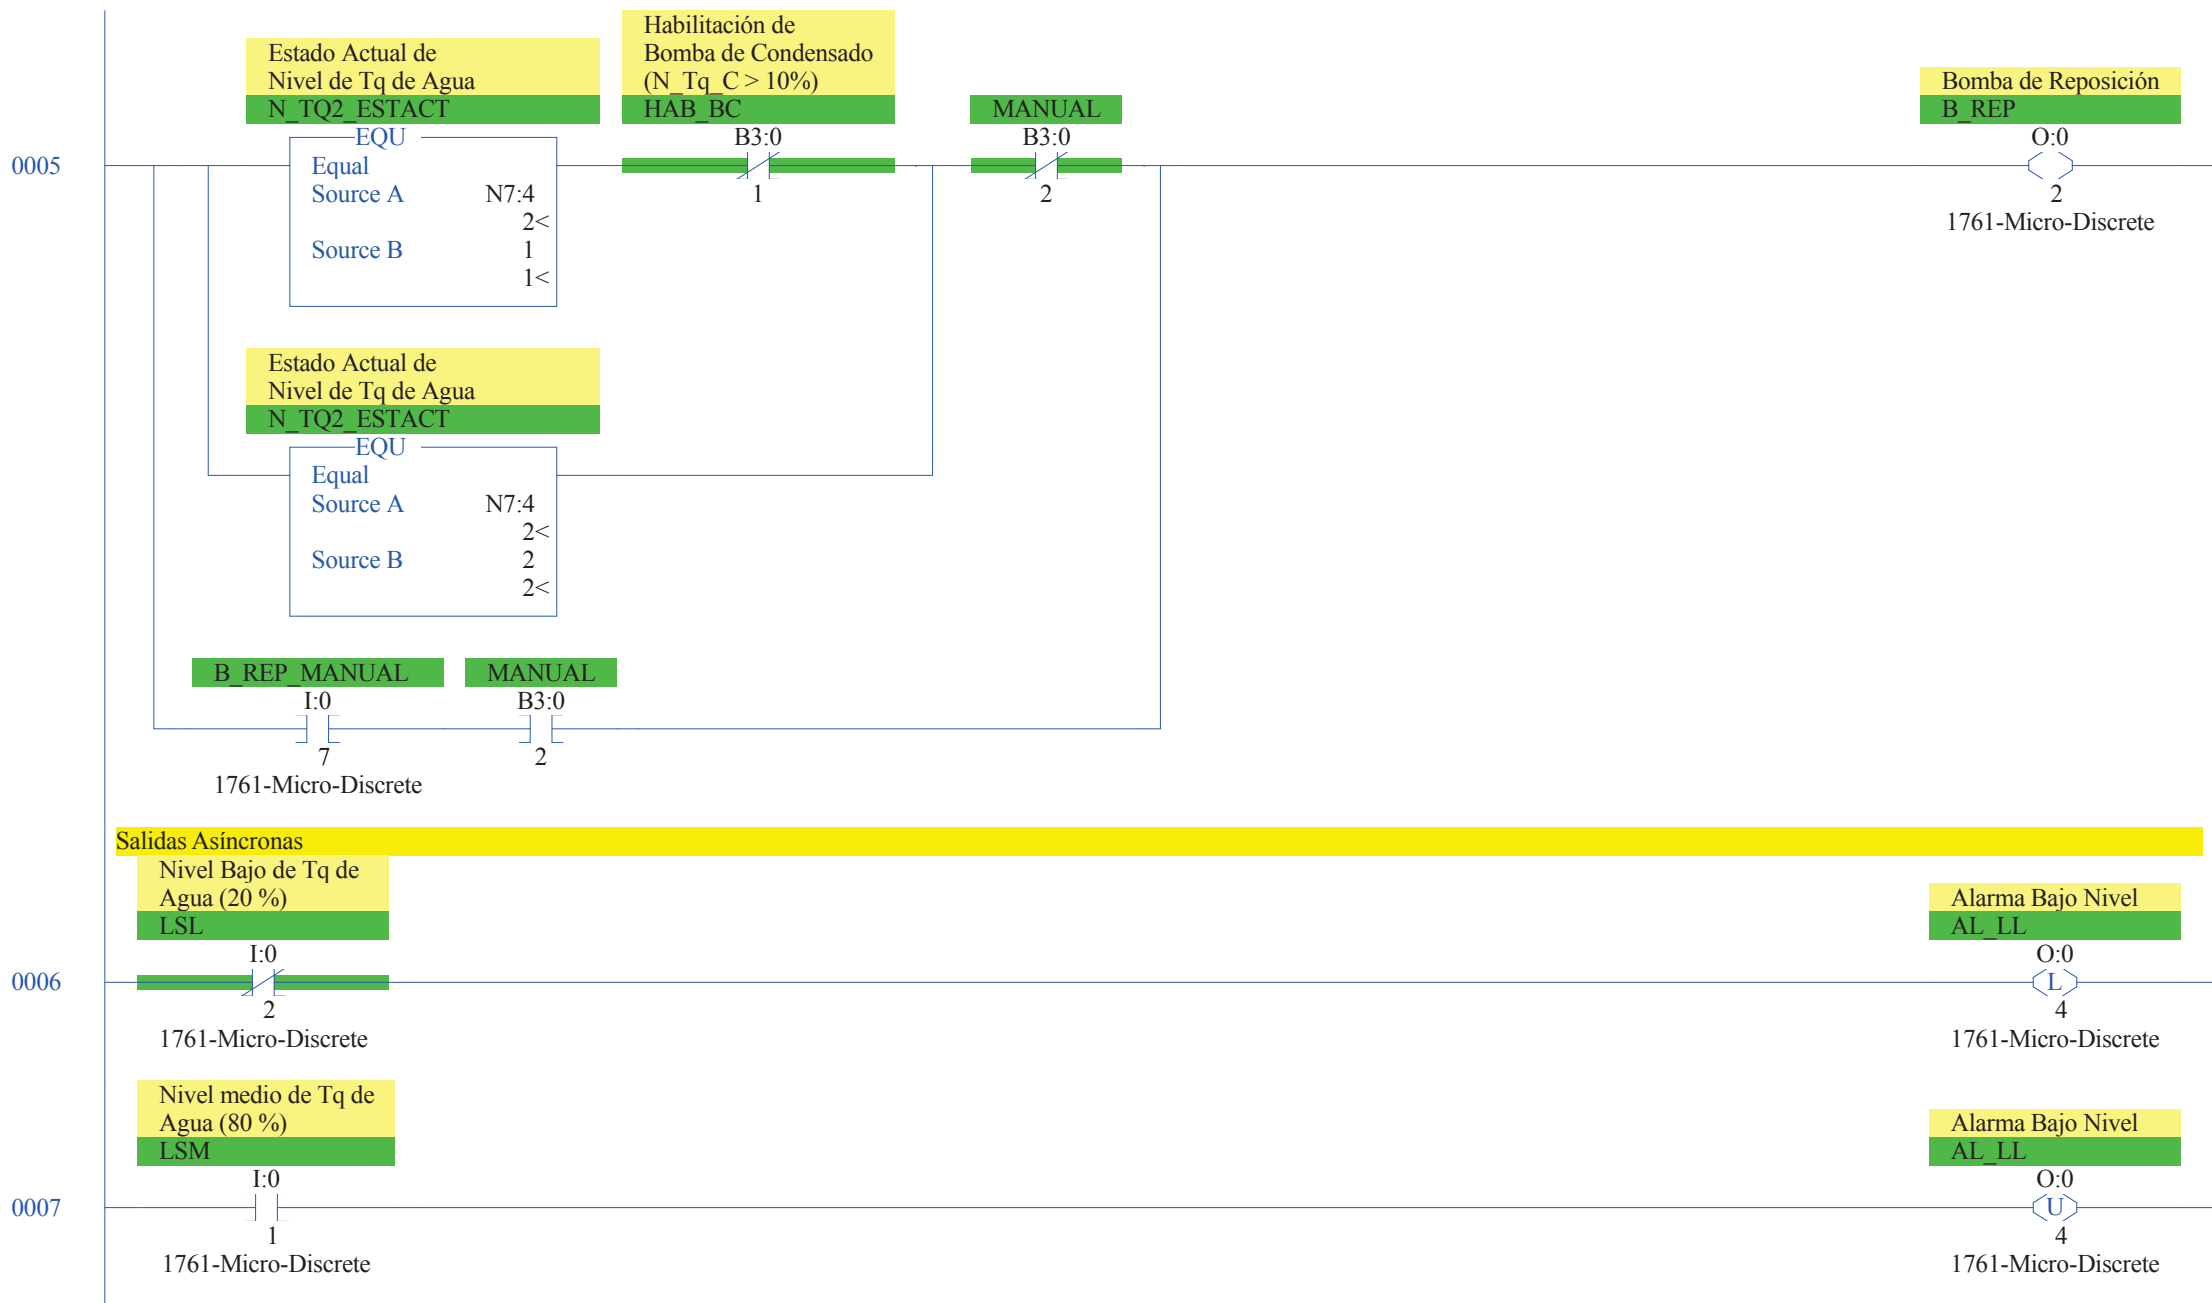 Habilitación de
Bomba de Condensado
(N_Tq_C > 10%)
HAB_BC
B3:0
1
Estado Actual de
Nivel de Tq de Agua
N_TQ2_ESTACT
EQU
Equal
Source A N7:4
2<
Source B 1
1<
MANUAL
B3:0
2
Bomba de Reposición
B_REP
O:0
2
1761-Micro-Discrete
0005
Estado Actual de
Nivel de Tq de Agua
N_TQ2_ESTACT
EQU
Equal
Source A N7:4
2<
Source B 2
2<
B_REP_MANUAL
I:0
7
1761-Micro-Discrete
MANUAL
B3:0
2
Salidas Asíncronas
Nivel Bajo de Tq de
Agua (20 %)
LSL
I:0
2
1761-Micro-Discrete
Alarma Bajo Nivel
AL_LL
O:0
L
4
1761-Micro-Discrete
0006
Nivel medio de Tq de
Agua (80 %)
LSM
I:0
1
1761-Micro-Discrete
Alarma Bajo Nivel
AL_LL
O:0
U
4
1761-Micro-Discrete
0007